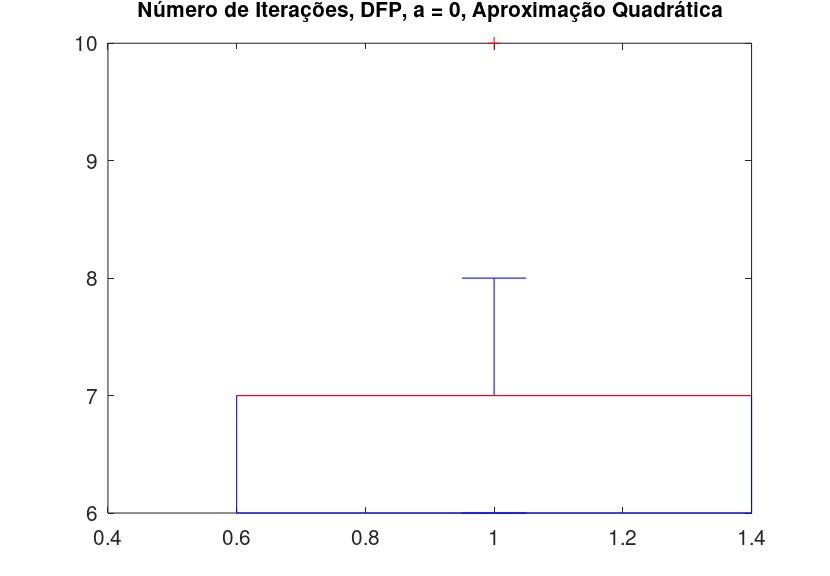 Número de Iterações, DFP, a = 0, Aproximação Quadrática
10
9
8
7
6
0.4 0.6 0.8 1 1.2 1.4